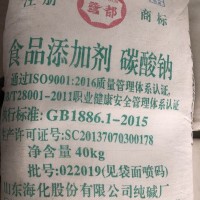 注册 商标
食品添加剂 碳酸钠
通过ISO9001:2016质量管理体系认证,
GB/T28001-2011职业健康安全管理体系认证,
执行标准:GB1886.1-2015
生产许可证号:SC20137070300178
净含量40kg
批号:022019(见袋面喷码)
山东海化股份有限公司纯碱厂